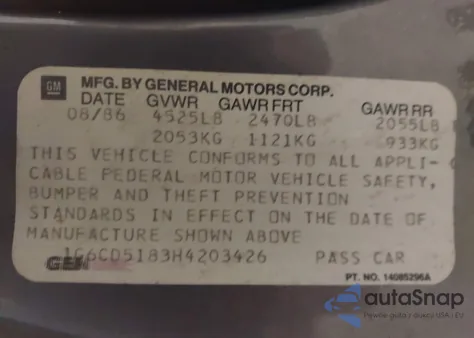 GM MFG. BY GENERAL MOTORS CORP.
DATE GVWR GAWR FRT GAWR RR
08/86 4525LB 2470LB 2055LB
2053KG 1121KG 933KG
THIS VEHICLE CONFORMS TO ALL APPLI-
CABLE FEDERAL MOTOR VEHICLE SAFETY,
BUMPER AND THEFT PREVENTION
STANDARDS IN EFFECT ON THE DATE OF
MANUFACTURE SHOWN ABOVE
1G6CD5183H4203426 PASS CAR
PT. NO. 14085296A
autoSnap